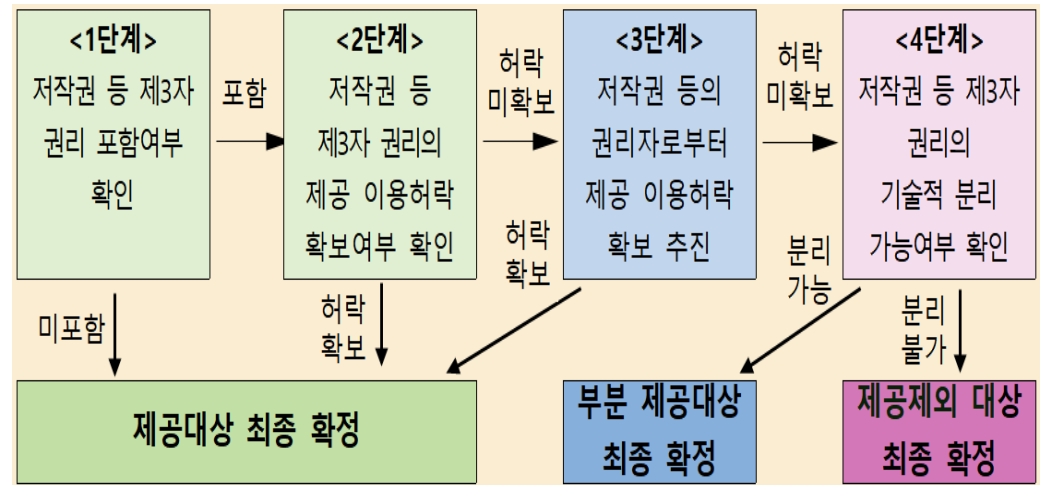 <1단계>
저작권 등 제3자
권리 포함여부
확인
포함
<2단계>
저작권 등
제3자 권리의
제공 이용허락
확보여부 확인
허락
미확보
<3단계>
저작권 등의
권리자로부터
제공 이용허락
확보 추진
허락
미확보
<4단계>
저작권 등 제3자
권리의
기술적 분리
가능여부 확인
미포함
허락
확보
허락
확보
분리
가능
분리
불가
제공대상 최종 확정
부분 제공대상
최종 확정
제공제외 대상
최종 확정